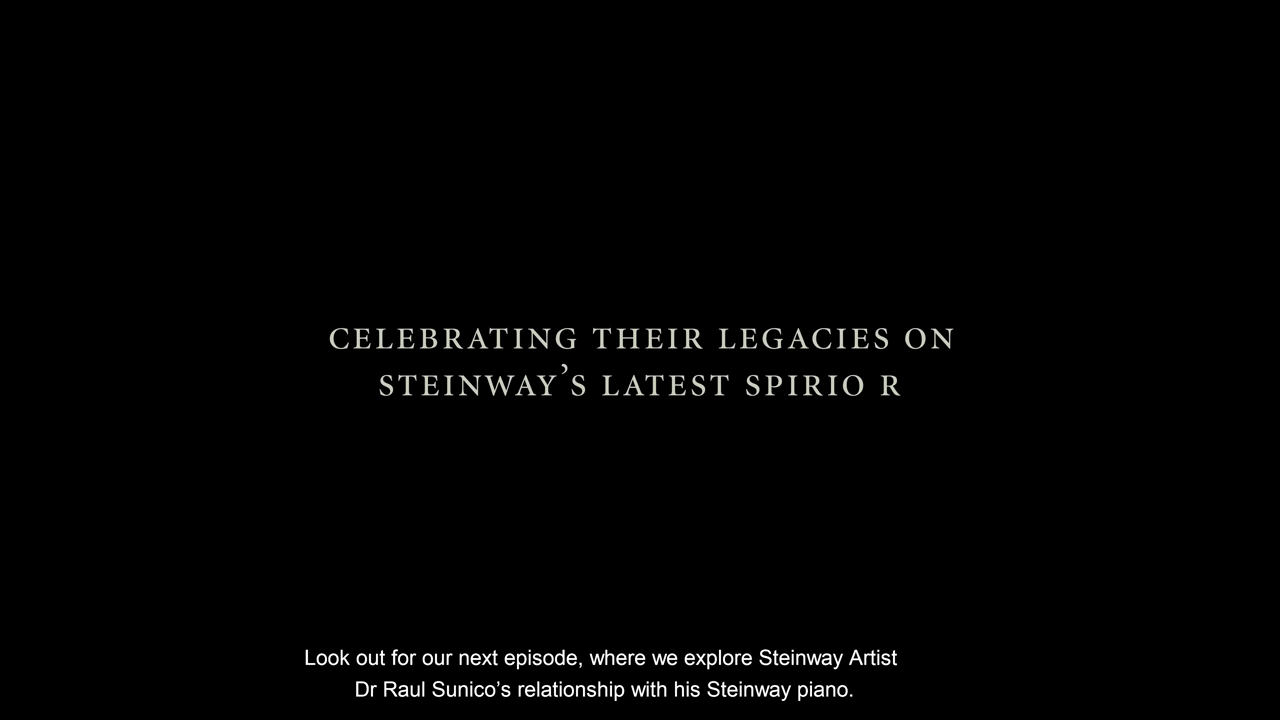 CELEBRATING THEIR LEGACIES ON
STEINWAY’S LATEST SPIRIO R
Look out for our next episode, where we explore Steinway Artist
Dr Raul Sunico’s relationship with his Steinway piano.